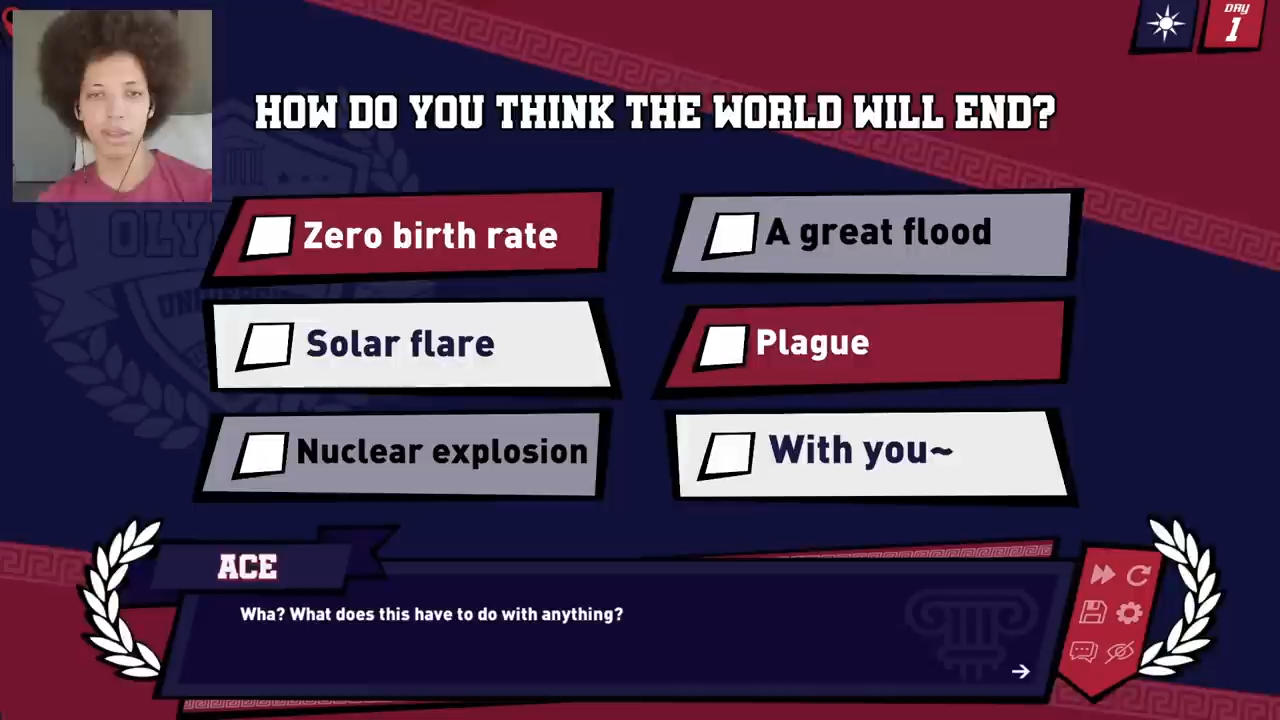 DAY
1
HOW DO YOU THINK THE WORLD WILL END?
Zero birth rate
A great flood
Solar flare
Plague
Nuclear explosion
With you~
ACE
Wha? What does this have to do with anything?